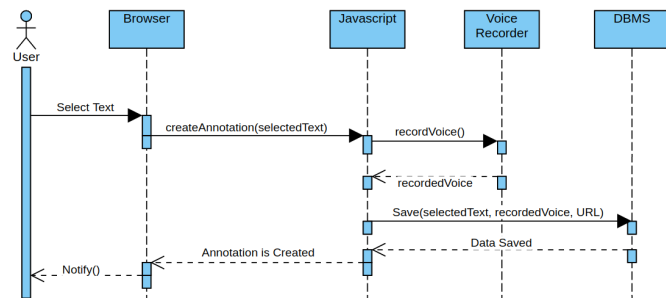 Browser
Javascript
Voice
Recorder
DBMS
User
Select Text
createAnnotation(selectedText)
recordVoice()
recordedVoice
Save(selectedText, recordedVoice, URL)
Data Saved
Annotation is Created
Notify()